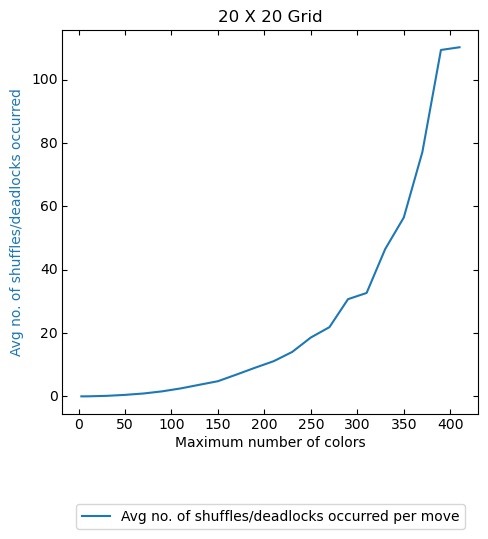 20 X 20 Grid
Avg no. of shuffles/deadlocks occurred
100
80
60
40
20
0
0 50 100 150 200 250 300 350 400
Maximum number of colors
Avg no. of shuffles/deadlocks occurred per move